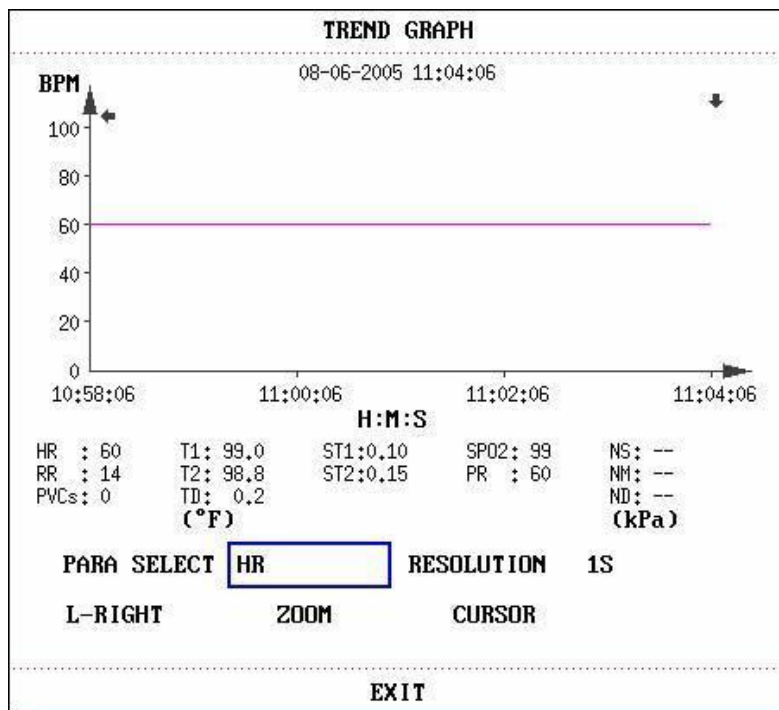 TREND GRAPH
08-06-2005 11:04:06
BPM
100
80
60
40
20
0
10:58:06 11:00:06 11:02:06 11:04:06
H:M:S
HR : 60 T1: 99.0 ST1:0.10 SPO2: 99 NS: --
RR : 14 T2: 98.8 ST2:0.15 PR : 60 NM: --
PVCs: 0 TD: 0.2 ND: --
(°F) (kPa)
PARA SELECT HR RESOLUTION 1S
L-RIGHT ZOOM CURSOR
EXIT